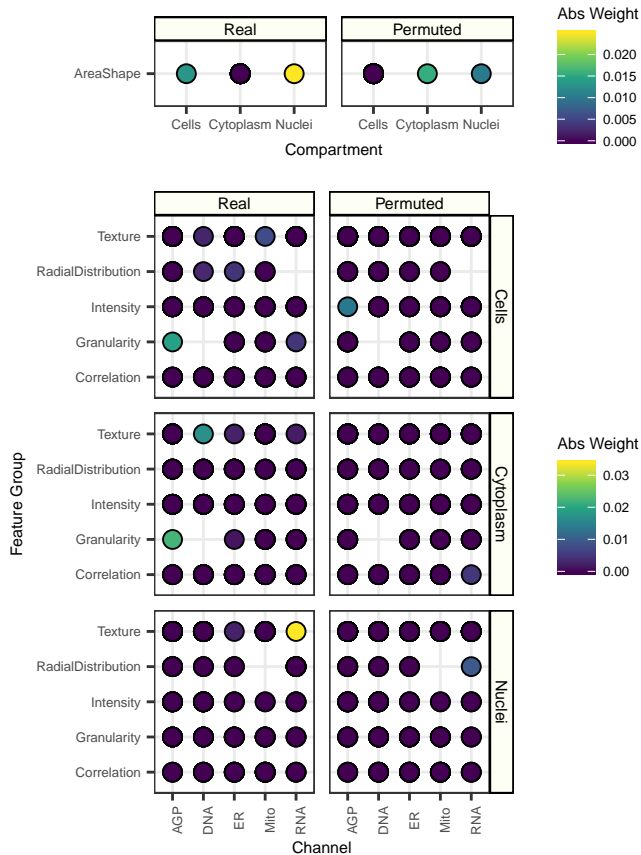 Real Permuted
AreaShape
Cells Cytoplasm Nuclei Cells Cytoplasm Nuclei
Compartment
Abs Weight
0.020
0.015
0.010
0.005
0.000
Real Permuted
Feature Group
Texture
RadialDistribution
Intensity
Granularity
Correlation
Cells
Texture
RadialDistribution
Intensity
Granularity
Correlation
Cytoplasm
Texture
RadialDistribution
Intensity
Granularity
Correlation
Nuclei
AGP DNA ER Mito RNA AGP DNA ER Mito RNA
Channel
Abs Weight
0.03
0.02
0.01
0.00